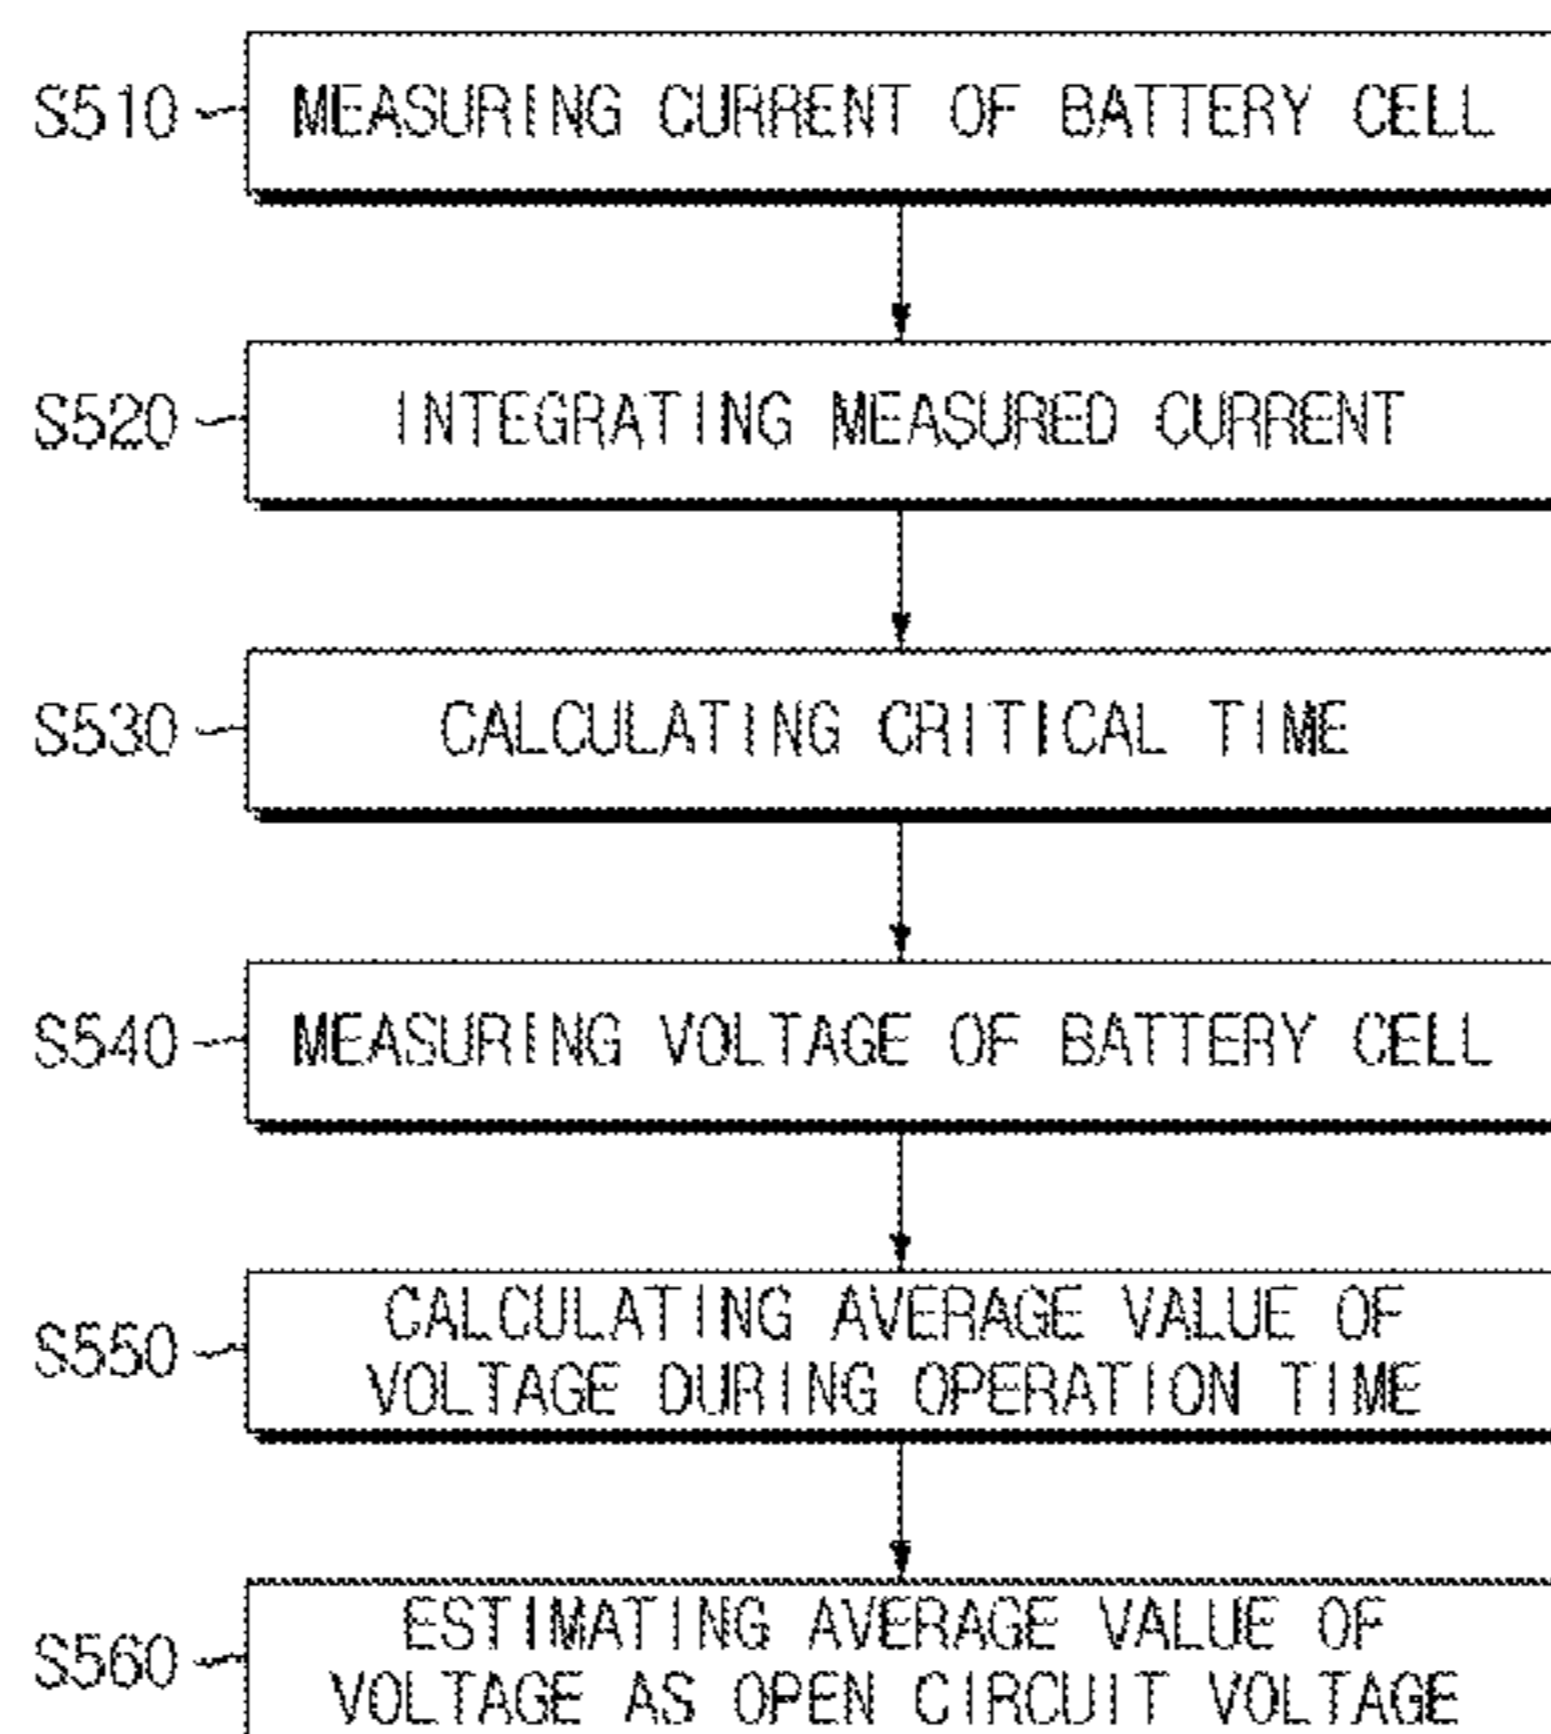 S510 MEASURING CURRENT OF BATTERY CELL
S520 INTEGRATING MEASURED CURRENT
S530 CALCULATING CRITICAL TIME
S540 MEASURING VOLTAGE OF BATTERY CELL
S550 CALCULATING AVERAGE VALUE OF
VOLTAGE DURING OPERATION TIME
S560 ESTIMATING AVERAGE VALUE OF
VOLTAGE AS OPEN CIRCUIT VOLTAGE